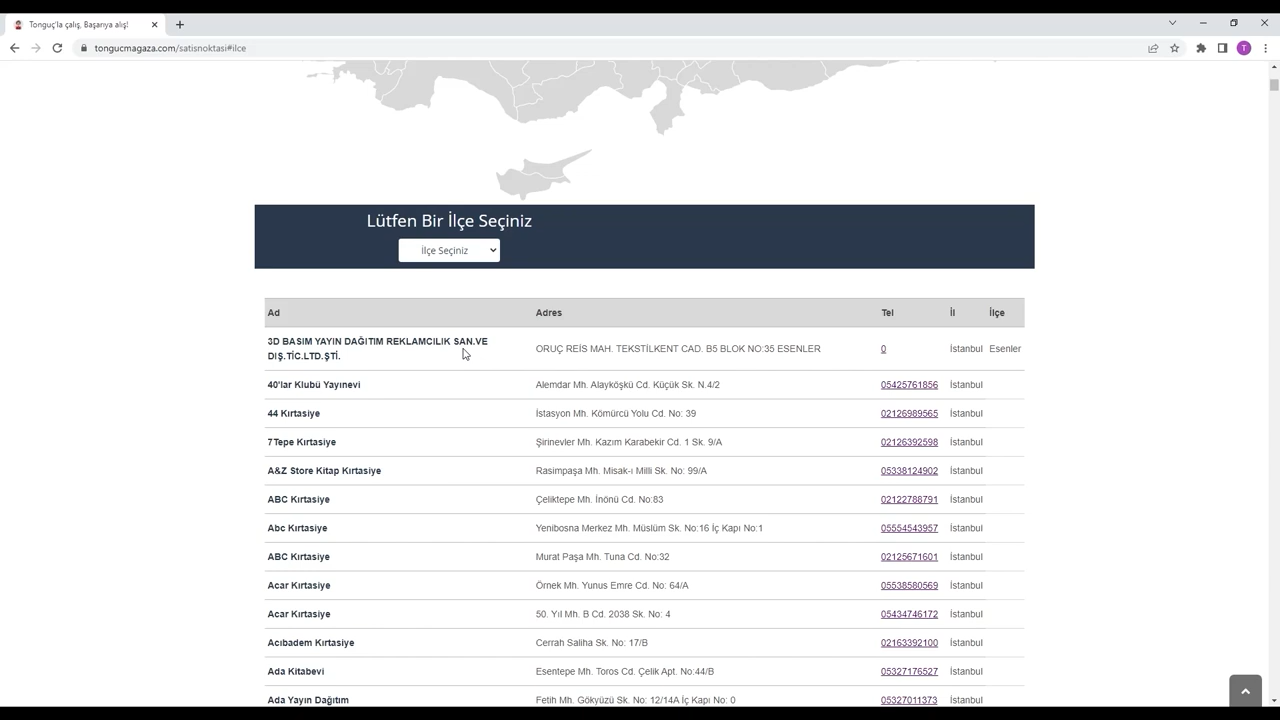 Tonguç'la çalış, Başarıya alış!
tongucmagaza.com/satisnoktasi#ilce
T
Lütfen Bir İlçe Seçiniz
İlçe Seçiniz
Ad Adres Tel İl İlçe
3D BASIM YAYIN DAĞITIM REKLAMCILIK SAN.VE
DIŞ.TİC.LTD.ŞTİ. ORUÇ REİS MAH. TEKSTİLKENT CAD. B5 BLOK NO:35 ESENLER 0 İstanbul Esenler
40'lar Klubü Yayınevi Alemdar Mh. Alayköşkü Cd. Küçük Sk. N.4/2 05425761856 İstanbul
44 Kırtasiye İstasyon Mh. Kömürcü Yolu Cd. No: 39 02126989565 İstanbul
7Tepe Kırtasiye Şirinevler Mh. Kazım Karabekir Cd. 1 Sk. 9/A 02126392598 İstanbul
A&Z Store Kitap Kırtasiye Rasimpaşa Mh. Misak-ı Milli Sk. No: 99/A 05338124902 İstanbul
ABC Kırtasiye Çeliktepe Mh. İnönü Cd. No:83 02122788791 İstanbul
Abc Kırtasiye Yenibosna Merkez Mh. Müslüm Sk. No:16 İç Kapı No:1 05554543957 İstanbul
ABC Kırtasiye Murat Paşa Mh. Tuna Cd. No:32 02125671601 İstanbul
Acar Kırtasiye Örnek Mh. Yunus Emre Cd. No: 64/A 05538580569 İstanbul
Acar Kırtasiye 50. Yıl Mh. B Cd. 2038 Sk. No: 4 05434746172 İstanbul
Acıbadem Kırtasiye Cerrah Saliha Sk. No: 17/B 02163392100 İstanbul
Ada Kitabevi Esentepe Mh. Toros Cd. Çelik Apt. No:44/B 05327176527 İstanbul
Ada Yayın Dağıtım Fetih Mh. Gökyüzü Sk. No: 12/14A İç Kapı No: 0 05327011373 İstanbul